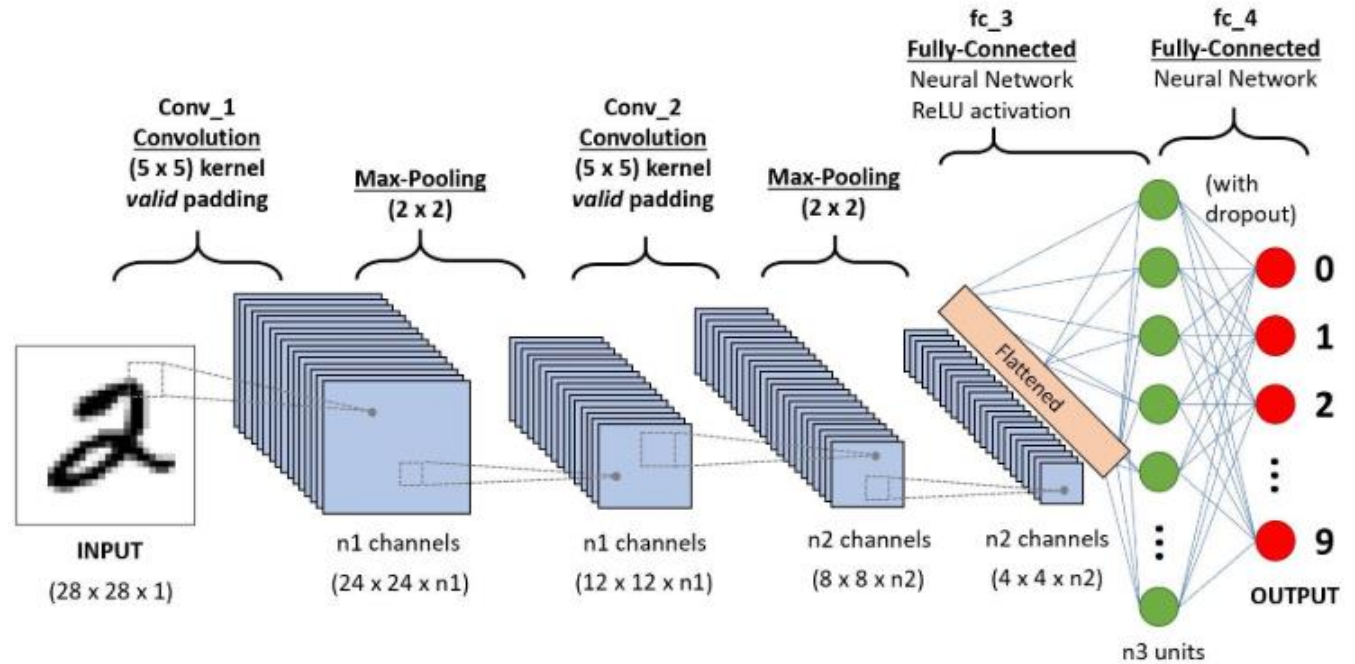 Conv_1
Convolution
(5 x 5) kernel
valid padding
Max-Pooling
(2 x 2)
Conv_2
Convolution
(5 x 5) kernel
valid padding
Max-Pooling
(2 x 2)
fc_3
Fully-Connected
Neural Network
ReLU activation
fc_4
Fully-Connected
Neural Network
(with
dropout)
INPUT
(28 x 28 x 1)
n1 channels
(24 x 24 x n1)
n1 channels
(12 x 12 x n1)
n2 channels
(8 x 8 x n2)
n2 channels
(4 x 4 x n2)
Flattened
n3 units
0
1
2
9
OUTPUT
2